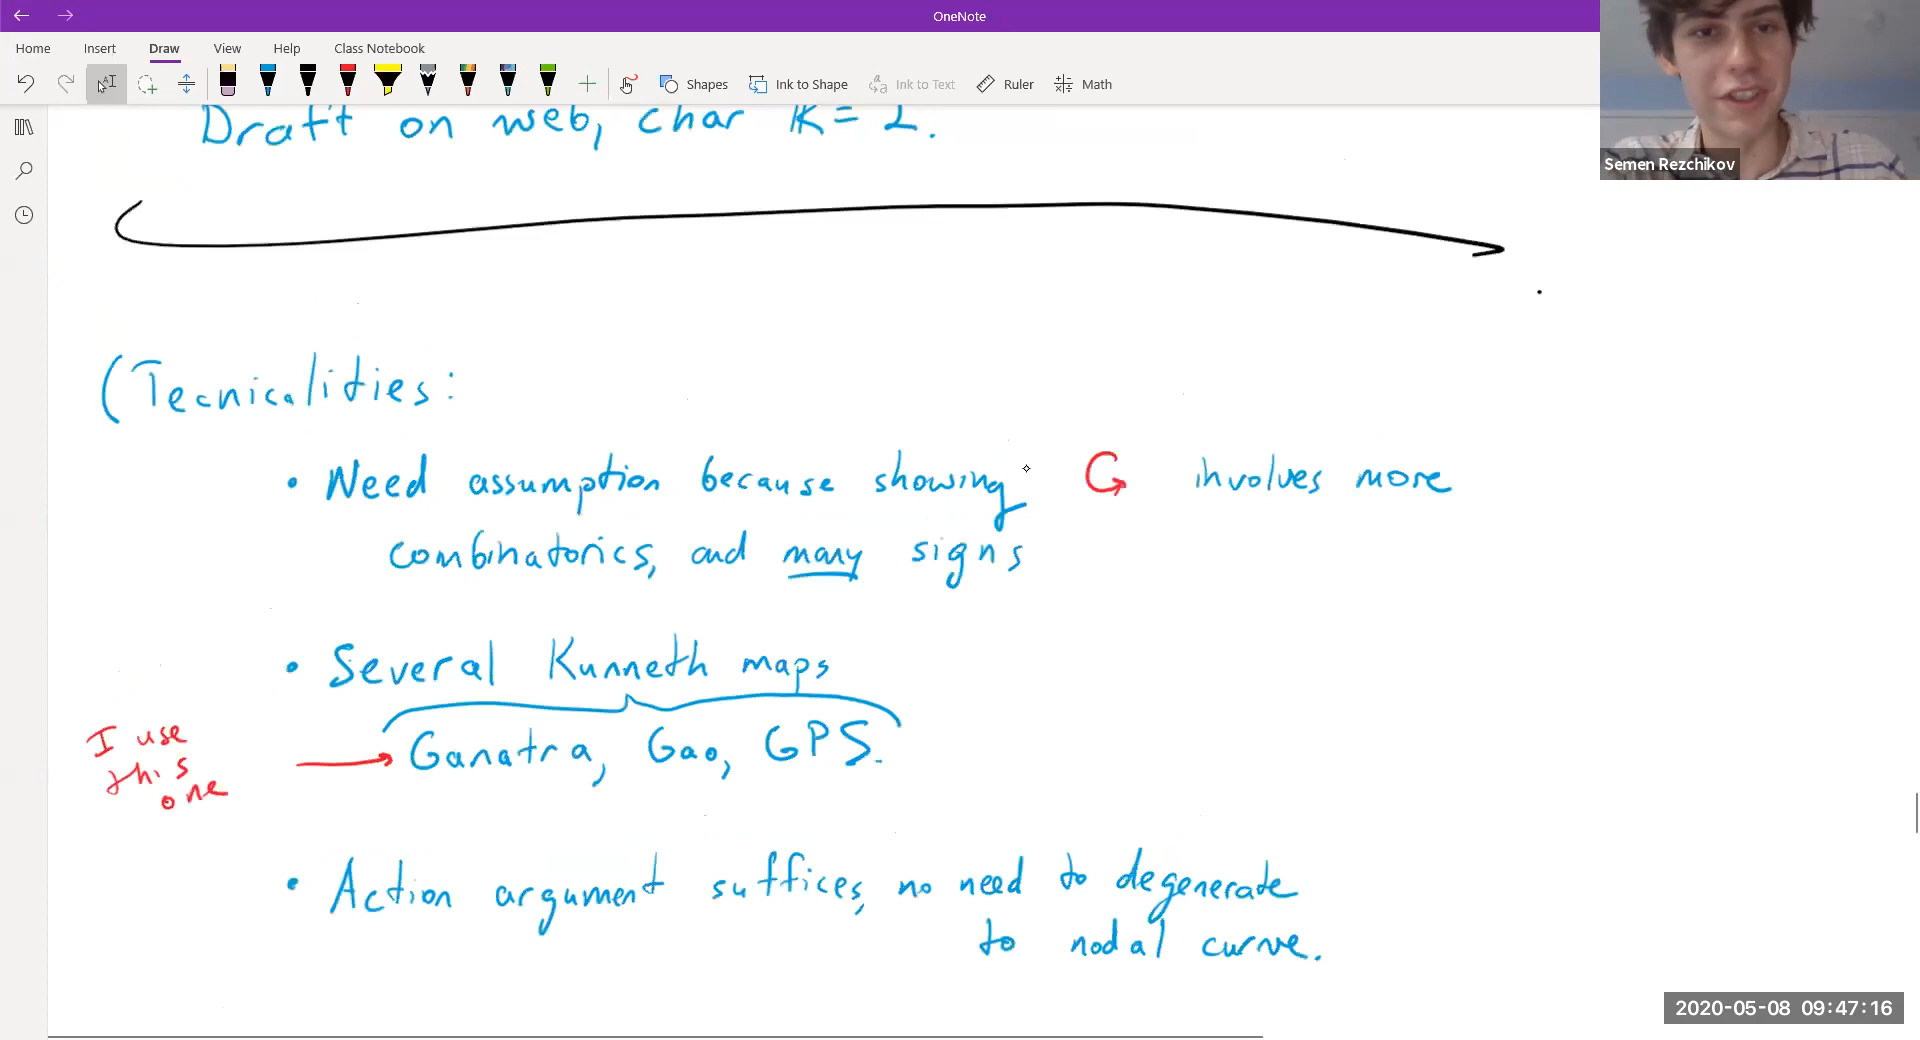 OneNote
Home Insert Draw View Help Class Notebook
Shapes Ink to Shape Ink to Text Ruler Math
Draft on web, char K = 2.
Semen Rezchikov
(Tecnicalities:
• Need assumption because showing G involves more
combinatorics, and many signs
• Several Kunneth maps
I use this one → Ganatra, Gao, GPS.
• Action argument suffices, no need to degenerate
to nodal curve.
2020-05-08 09:47:16